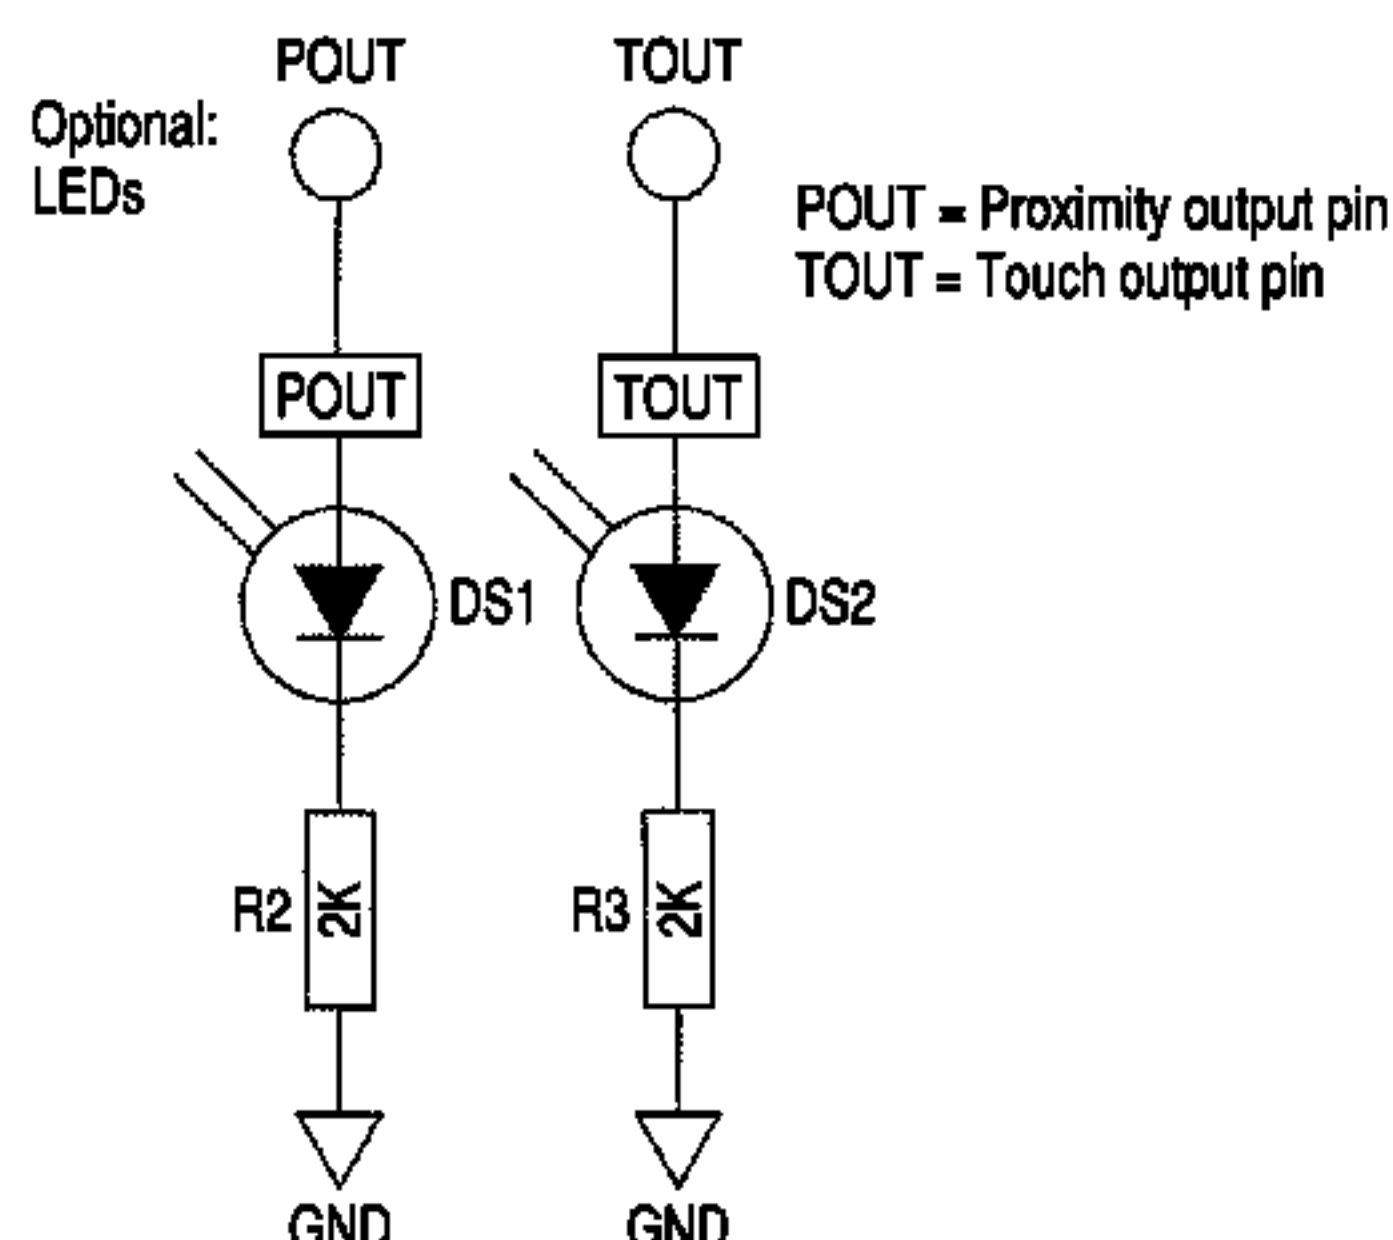 POUT
TOUT
Optional:
LEDs
POUT = Proximity output pin
TOUT = Touch output pin
POUT
TOUT
DS1
DS2
R2
2K
R3
2K
GND
GND